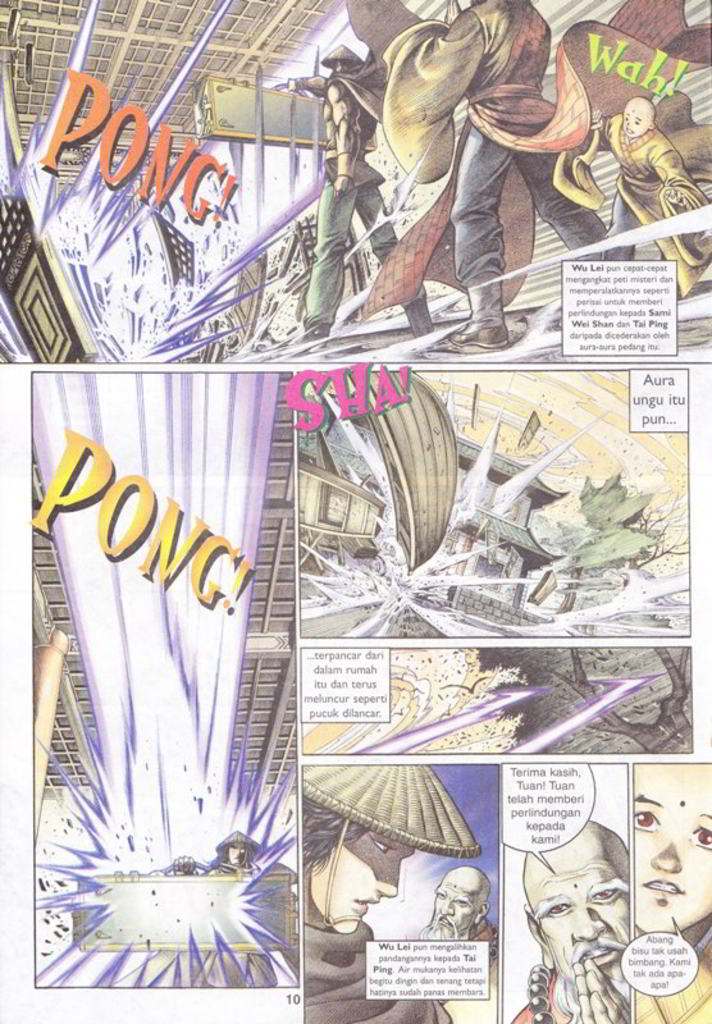 PONG!
Wah!
Wu Lei pun cepat-cepat
mengangkat peti misteri dan
memperalatkannya seperti
perisai untuk memberi
perlindungan kepada Sami
Wei Shan dan Tai Ping
daripada dicederakan oleh
aura-aura pedang itu.
PONG!
SHA!
Aura
ungu itu
pun...
...terpancar dari
dalam rumah
itu dan terus
meluncur seperti
pucuk dilancar.
Wu Lei pun mengalihkan
pandangannya kepada Tai
Ping. Air mukanya kelihatan
begitu dingin dan tenang tetapi
hatinya sudah panas membara.
Terima kasih,
Tuan! Tuan
telah memberi
perlindungan
kepada
kami!
Abang
bisu tak usah
bimbang. Kami
tak ada apa-
apa!
10